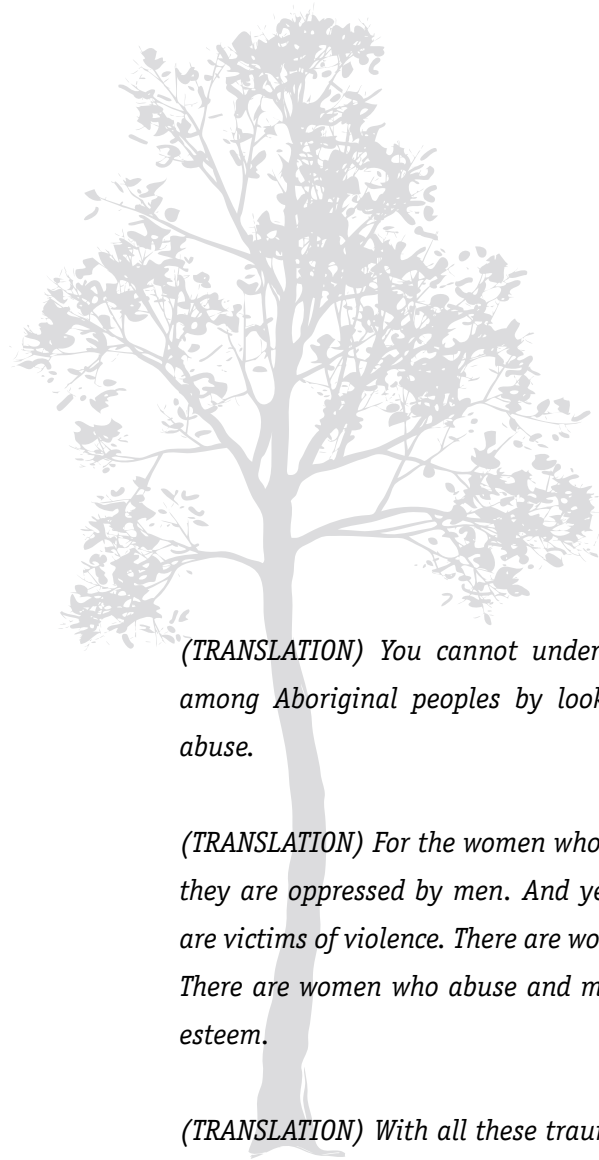 (TRANSLATION) You cannot under
among Aboriginal peoples by look
abuse.
(TRANSLATION) For the women who
they are oppressed by men. And ye
are victims of violence. There are wo
There are women who abuse and m
esteem.
(TRANSLATION) With all these